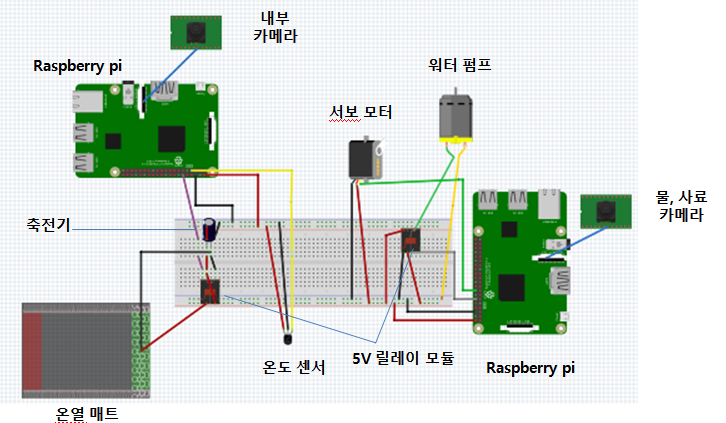 내부
카메라
Raspberry pi
워터 펌프
서보 모터
물, 사료
카메라
축전기
온도 센서
5V 릴레이 모듈
Raspberry pi
온열 매트